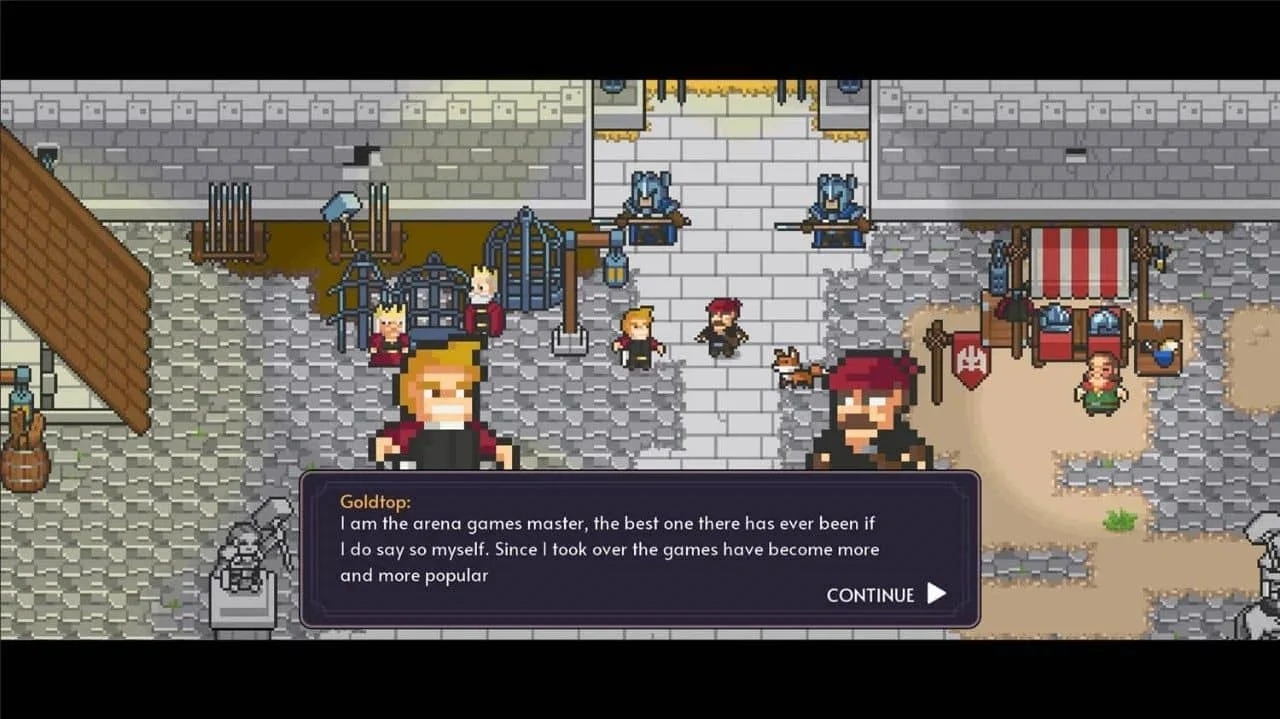 Goldtop:
I am the arena games master, the best one there has ever been if
I do say so myself. Since I took over the games have become more
and more popular
CONTINUE